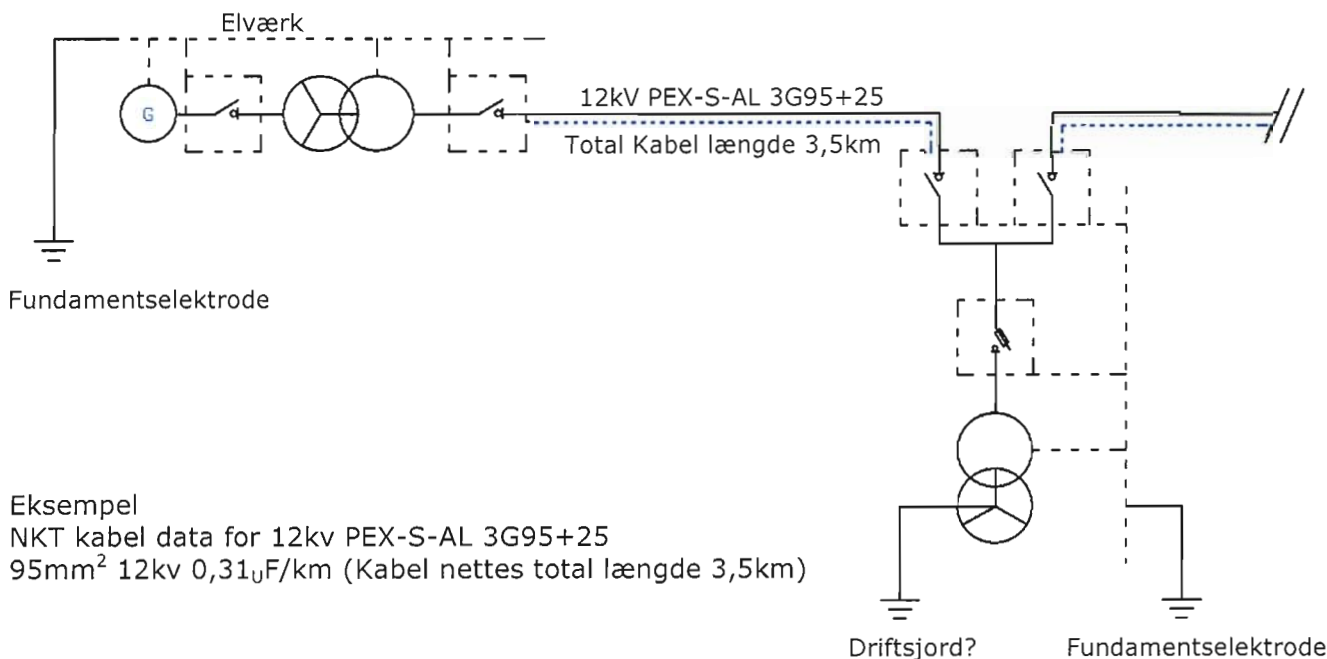 Elværk
G
12kV PEX-S-AL 3G95+25
Total Kabel længde 3,5km
Fundamentselektrode
Eksempel
NKT kabel data for 12kv PEX-S-AL 3G95+25
95mm² 12kv 0,31uF/km (Kabel nettes total længde 3,5km)
Driftsjord?
Fundamentselektrode